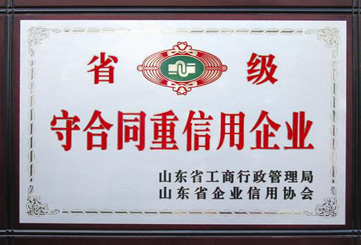 省级
守合同重信用企业
山东省工商行政管理局
山东省企业信用协会